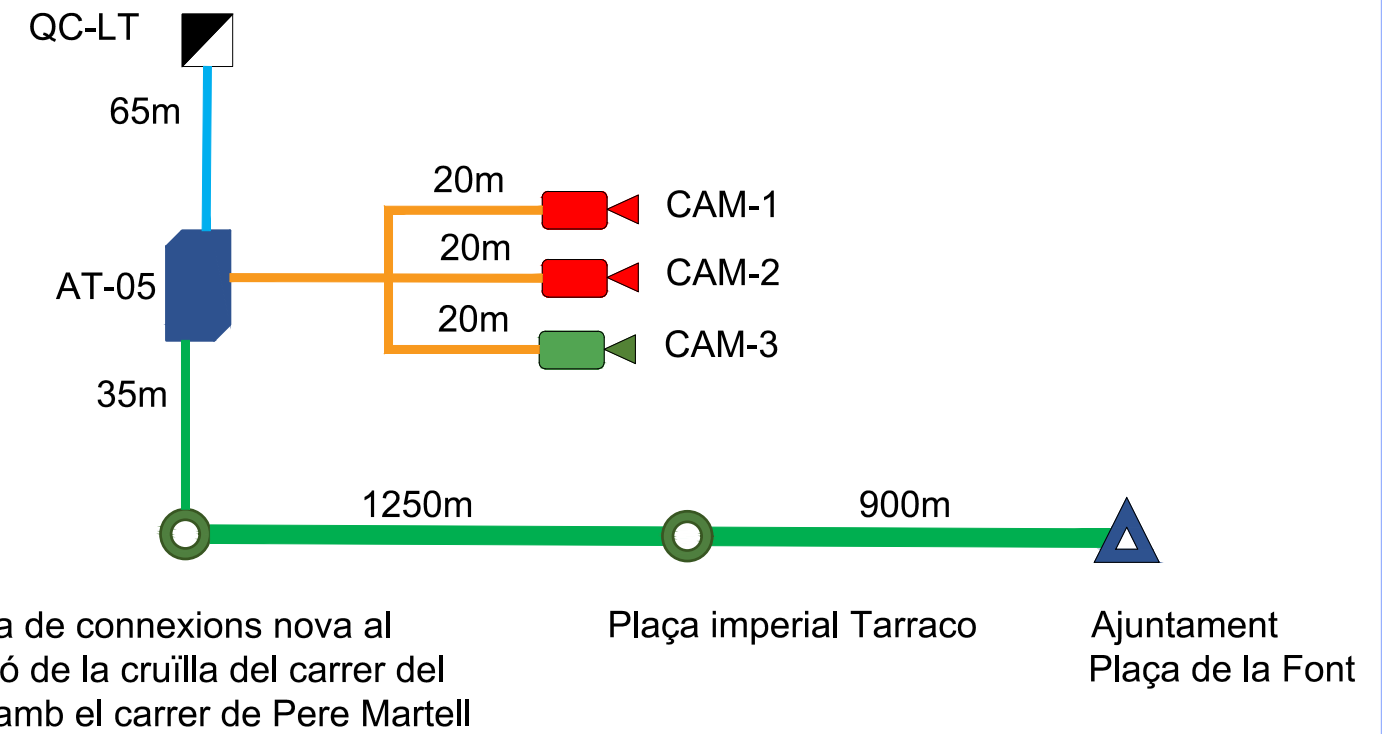 QC-LT
65m
20m
CAM-1
20m
CAM-2
AT-05
20m
CAM-3
35m
1250m
900m
a de connexions nova al
ó de la cruïlla del carrer del
amb el carrer de Pere Martell
Plaça imperial Tarraco
Ajuntament
Plaça de la Font